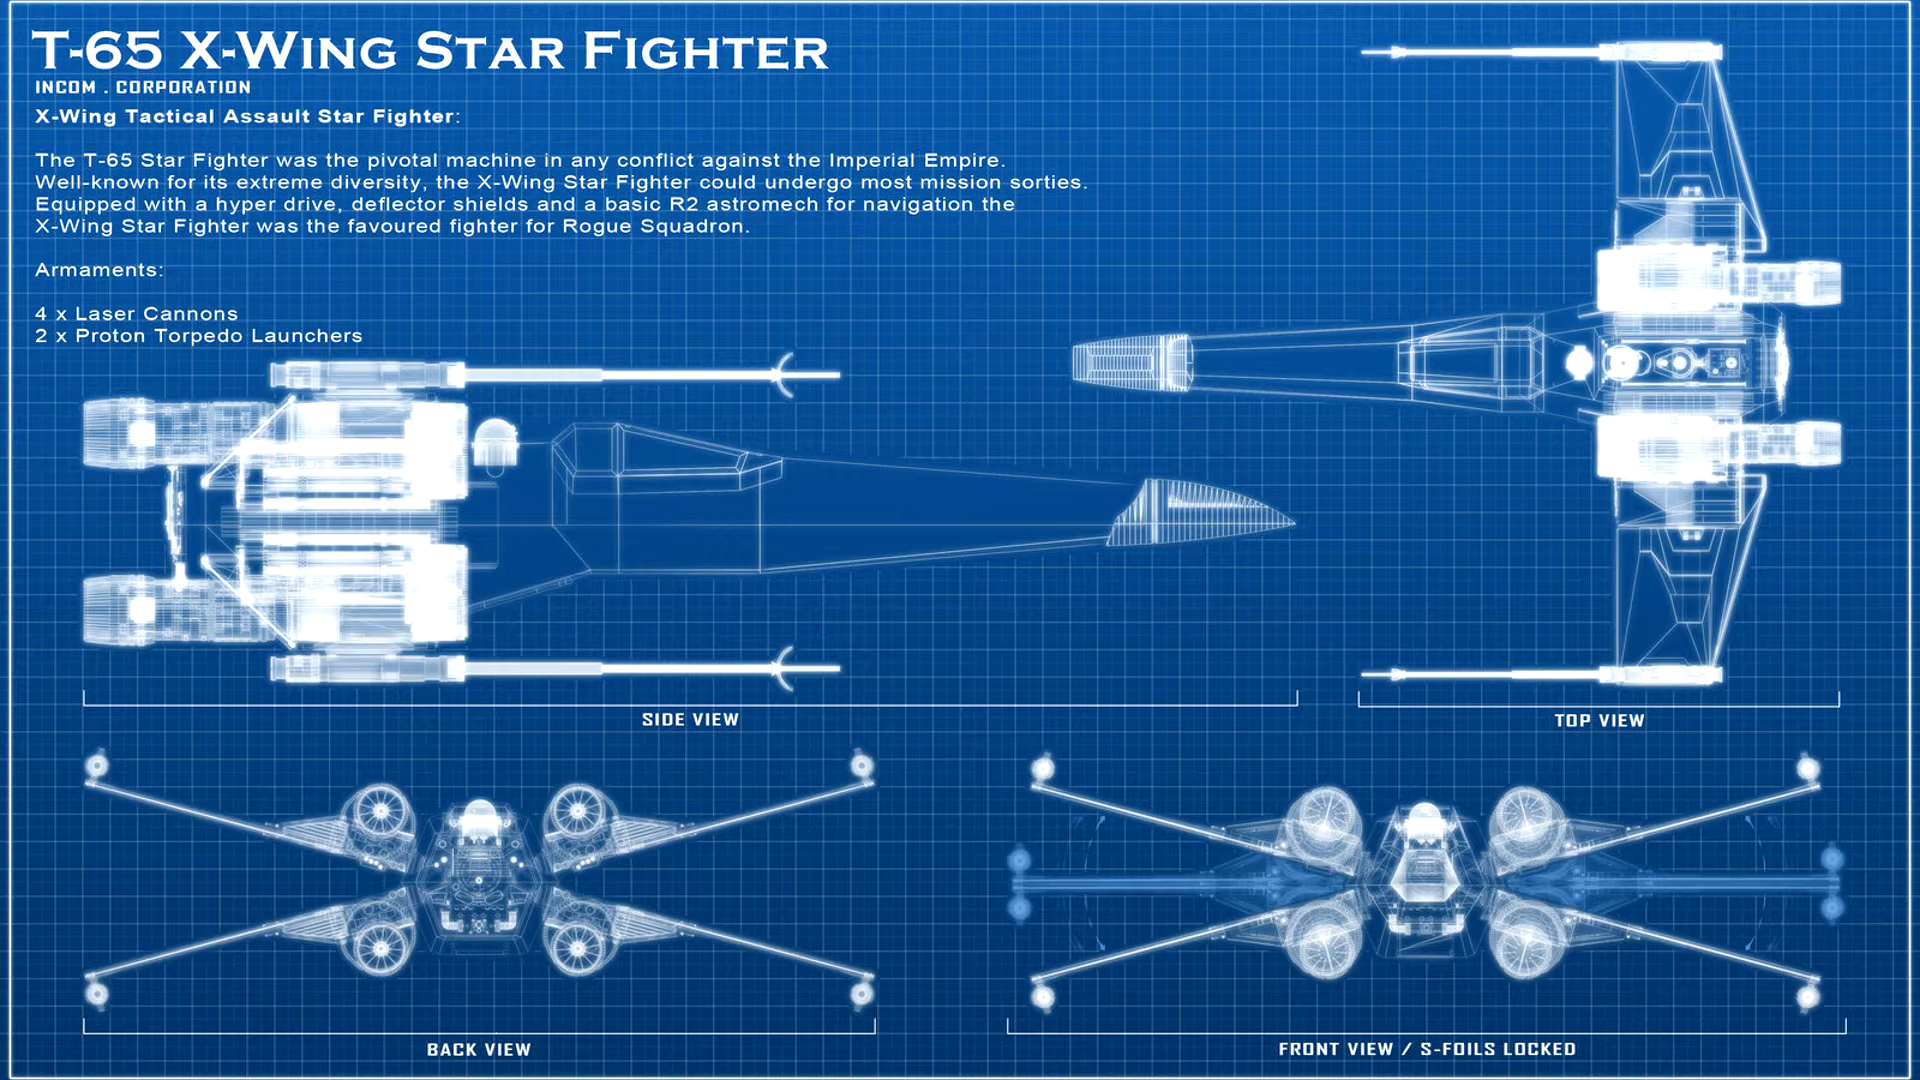 T-65 X-Wing Star Fighter
INCOM . CORPORATION
X-Wing Tactical Assault Star Fighter:
The T-65 Star Fighter was the pivotal machine in any conflict against the Imperial Empire.
Well-known for its extreme diversity, the X-Wing Star Fighter could undergo most mission sorties.
Equipped with a hyper drive, deflector shields and a basic R2 astromech for navigation the
X-Wing Star Fighter was the favoured fighter for Rogue Squadron.
Armaments:
4 x Laser Cannons
2 x Proton Torpedo Launchers
SIDE VIEW
TOP VIEW
BACK VIEW
FRONT VIEW / S-FOILS LOCKED